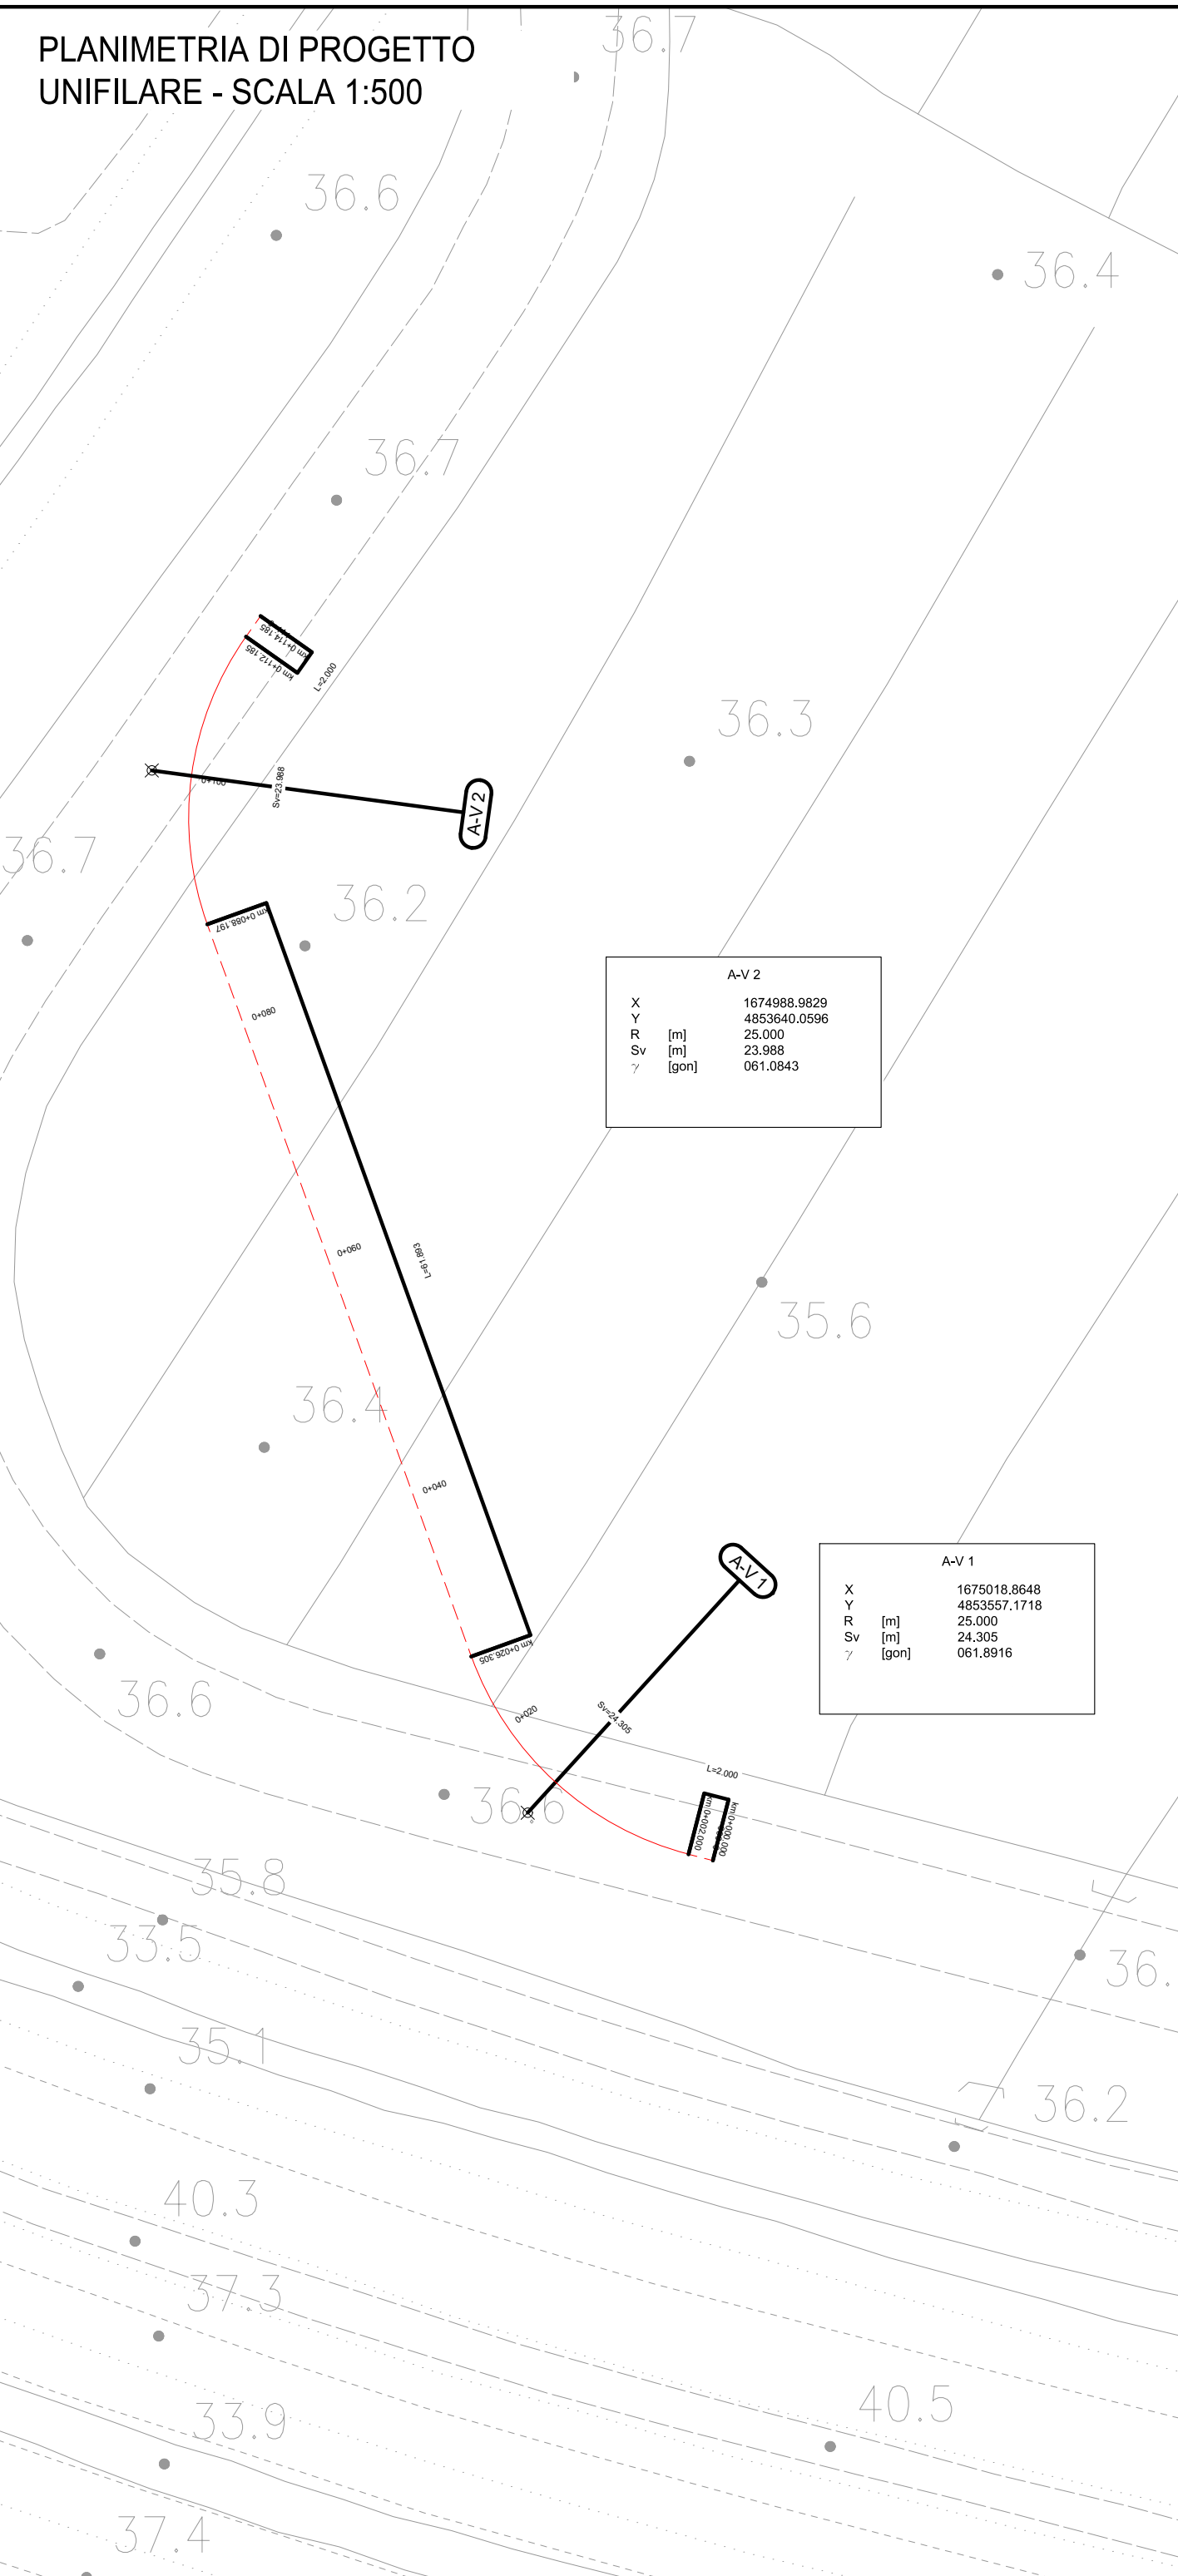 PLANIMETRIA DI PROGETTO
UNIFILARE - SCALA 1:500
36.7
36.6
36.4
36.7
km 0+114.185
km 0+112.185
L=2.000
36.3
0+100
Sv=23.988
A-V 2
36.7
36.2
km 0+088.197
A-V 2
X 1674988.9829
Y 4853640.0596
R [m] 25.000
Sv [m] 23.988
γ [gon] 061.0843
0+080
0+060
L=61.893
35.6
36.4
0+040
A-V 1
A-V 1
X 1675018.8648
Y 4853557.1718
R [m] 25.000
Sv [m] 24.305
γ [gon] 061.8916
km 0+026.305
36.6
0+020
Sv=24.305
L=2.000
36.6
km 0+002.000
km 0+000.000
35.8
33.5
36.
35.1
36.2
40.3
37.3
40.5
33.9
37.4